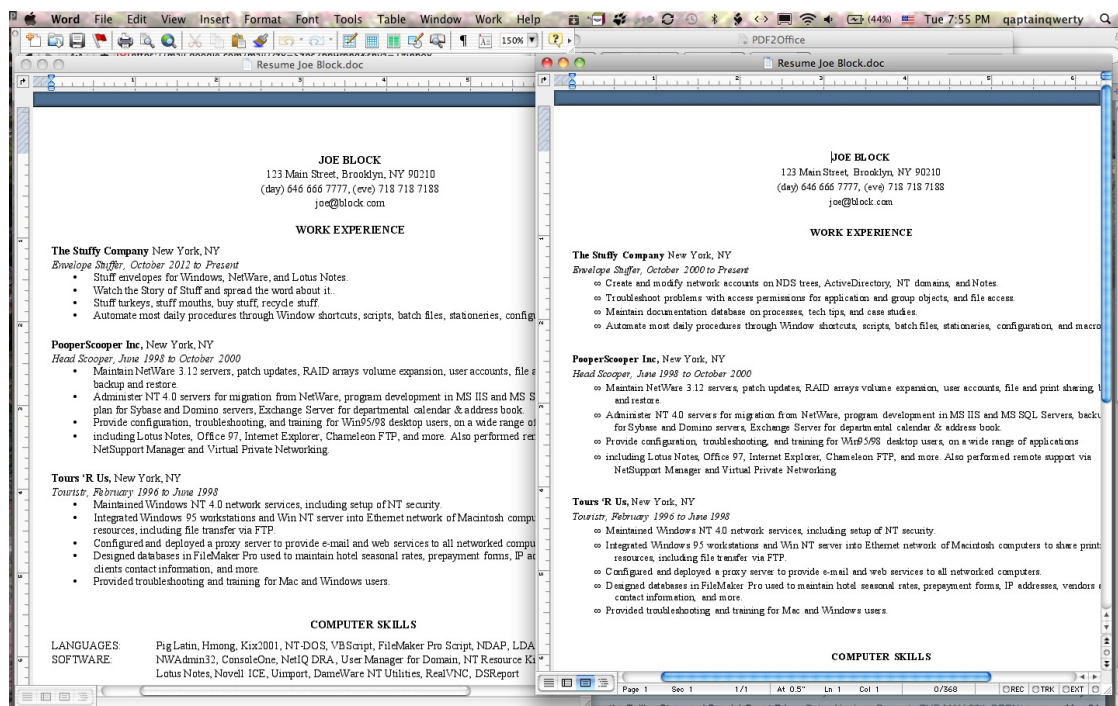 Word File Edit View Insert Format Font Tools Table Window Work Help (44%) Tue 7:55 PM qaptainqwerty
150%
PDF2Office
Resume Joe Block.doc
JOE BLOCK
123 Main Street, Brooklyn, NY 90210
(day) 646 666 7777, (eve) 718 718 7188
joe@block.com
WORK EXPERIENCE
The Stuffy Company New York, NY
Envelope Stuffer, October 2012 to Present
• Stuff envelopes for Windows, NetWare, and Lotus Notes.
• Watch the Story of Stuff and spread the word about it..
• Stuff turkeys, stuff mouths, buy stuff, recycle stuff.
• Automate most daily procedures through Window shortcuts, scripts, batch files, stationeries, config
PooperScooper Inc, New York, NY
Head Scooper, June 1998 to October 2000
• Maintain NetWare 3.12 servers, patch updates, RAID arrays volume expansion, user accounts, file a
backup and restore.
• Administer NT 4.0 servers for migration from NetWare, program development in MS IIS and MS S
plan for Sybase and Domino servers, Exchange Server for departmental calendar & address book.
• Provide configuration, troubleshooting, and training for Win95/98 desktop users, on a wide range of
• including Lotus Notes, Office 97, Internet Explorer, Chameleon FTP, and more. Also performed re
NetSupport Manager and Virtual Private Networking.
Tours ‘R Us, New York, NY
Touristr, February 1996 to June 1998
• Maintained Windows NT 4.0 network services, including setup of NT security.
• Integrated Windows 95 workstations and Win NT server into Ethernet network of Macintosh compu
resources, including file transfer via FTP.
• Configured and deployed a proxy server to provide e-mail and web services to all networked compu
• Designed databases in FileMaker Pro used to maintain hotel seasonal rates, prepayment forms, IP ad
clients contact information, and more.
• Provided troubleshooting and training for Mac and Windows users.
COMPUTER SKILLS
LANGUAGES: Pig Latin, Hmong, Kix2001, NT-DOS, VBScript, FileMaker Pro Script, NDAP, LDA
SOFTWARE: NWAdmin32, ConsoleOne, NetIQ DRA, User Manager for Domain, NT Resource Ki
Lotus Notes, Novell ICE, Uimport, DameWare NT Utilities, RealVNC, DSReport
Resume Joe Block.doc
JOE BLOCK
123 Main Street, Brooklyn, NY 90210
(day) 646 666 7777, (eve) 718 718 7188
joe@block.com
WORK EXPERIENCE
The Stuffy Company New York, NY
Envelope Stuffer, October 2000 to Present
∞ Create and modify network accounts on NDS trees, ActiveDirectory, NT domains, and Notes.
∞ Troubleshoot problems with access permissions for application and group objects, and file access.
∞ Maintain documentation database on processes, tech tips, and case studies.
∞ Automate most daily procedures through Window shortcuts, scripts, batch files, stationeries, configuration, and macro
PooperScooper Inc, New York, NY
Head Scooper, June 1998 to October 2000
∞ Maintain NetWare 3.12 servers, patch updates, RAID arrays volume expansion, user accounts, file and print sharing, b
and restore.
∞ Administer NT 4.0 servers for migration from NetWare, program development in MS IIS and MS SQL Servers, backu
for Sybase and Domino servers, Exchange Server for departmental calendar & address book.
∞ Provide configuration, troubleshooting, and training for Win95/98 desktop users, on a wide range of applications
∞ including Lotus Notes, Office 97, Internet Explorer, Chameleon FTP, and more. Also performed remote support via
NetSupport Manager and Virtual Private Networking.
Tours ‘R Us, New York, NY
Touristr, February 1996 to June 1998
∞ Maintained Windows NT 4.0 network services, including setup of NT security.
∞ Integrated Windows 95 workstations and Win NT server into Ethernet network of Macintosh computers to share print
resources, including file transfer via FTP.
∞ Configured and deployed a proxy server to provide e-mail and web services to all networked computers.
∞ Designed databases in FileMaker Pro used to maintain hotel seasonal rates, prepayment forms, IP addresses, vendors
contact information, and more.
∞ Provided troubleshooting and training for Mac and Windows users.
COMPUTER SKILLS
Page 1 Sec 1 1/1 At 0.5" Ln 1 Col 1 0/368 REC TRK EXT